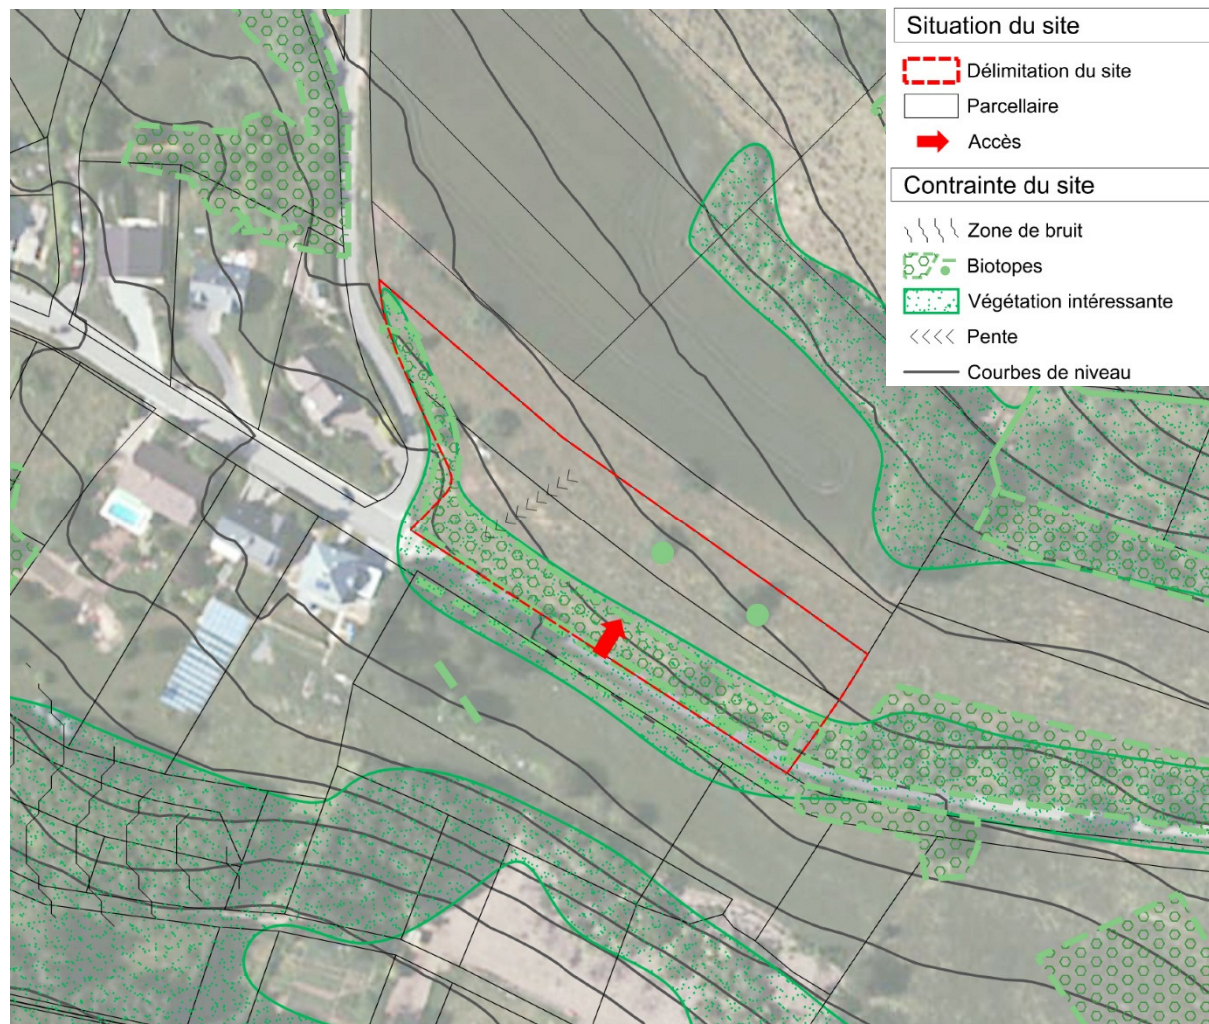 Situation du site
Délimitation du site
Parcellaire
Accès
Contrainte du site
Zone de bruit
Biotopes
Végétation intéressante
Pente
Courbes de niveau